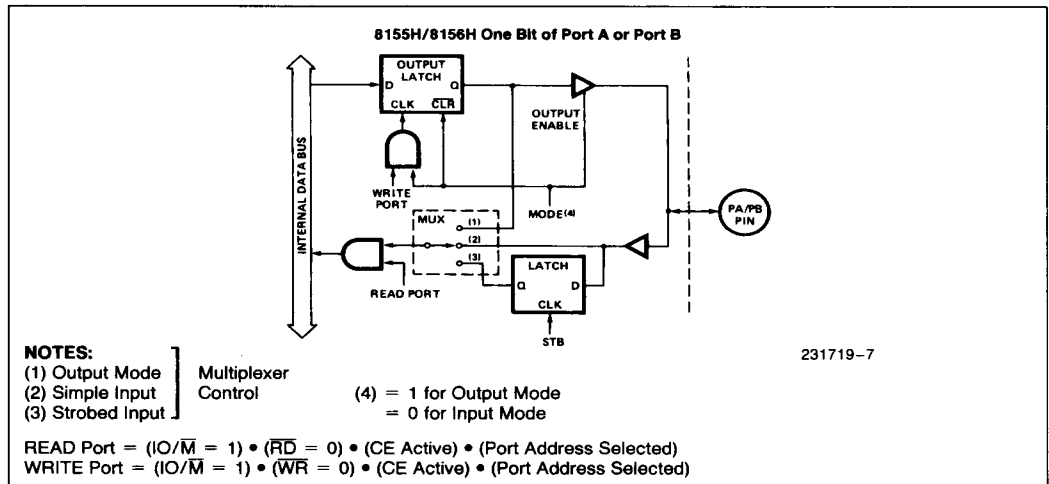 8155H/8156H One Bit of Port A or Port B
OUTPUT
LATCH
D
Q
CLK
C̅L̅R̅
OUTPUT
ENABLE
INTERNAL DATA BUS
WRITE
PORT
MODE(4)
PA/PB
PIN
MUX
(1)
(2)
(3)
READ PORT
LATCH
Q
D
CLK
STB
231719–7
NOTES:
(1) Output Mode
(2) Simple Input
(3) Strobed Input
Multiplexer
Control
(4) = 1 for Output Mode
= 0 for Input Mode
READ Port = (IO/M̅ = 1) • (R̅D̅ = 0) • (CE Active) • (Port Address Selected)
WRITE Port = (IO/M̅ = 1) • (W̅R̅ = 0) • (CE Active) • (Port Address Selected)